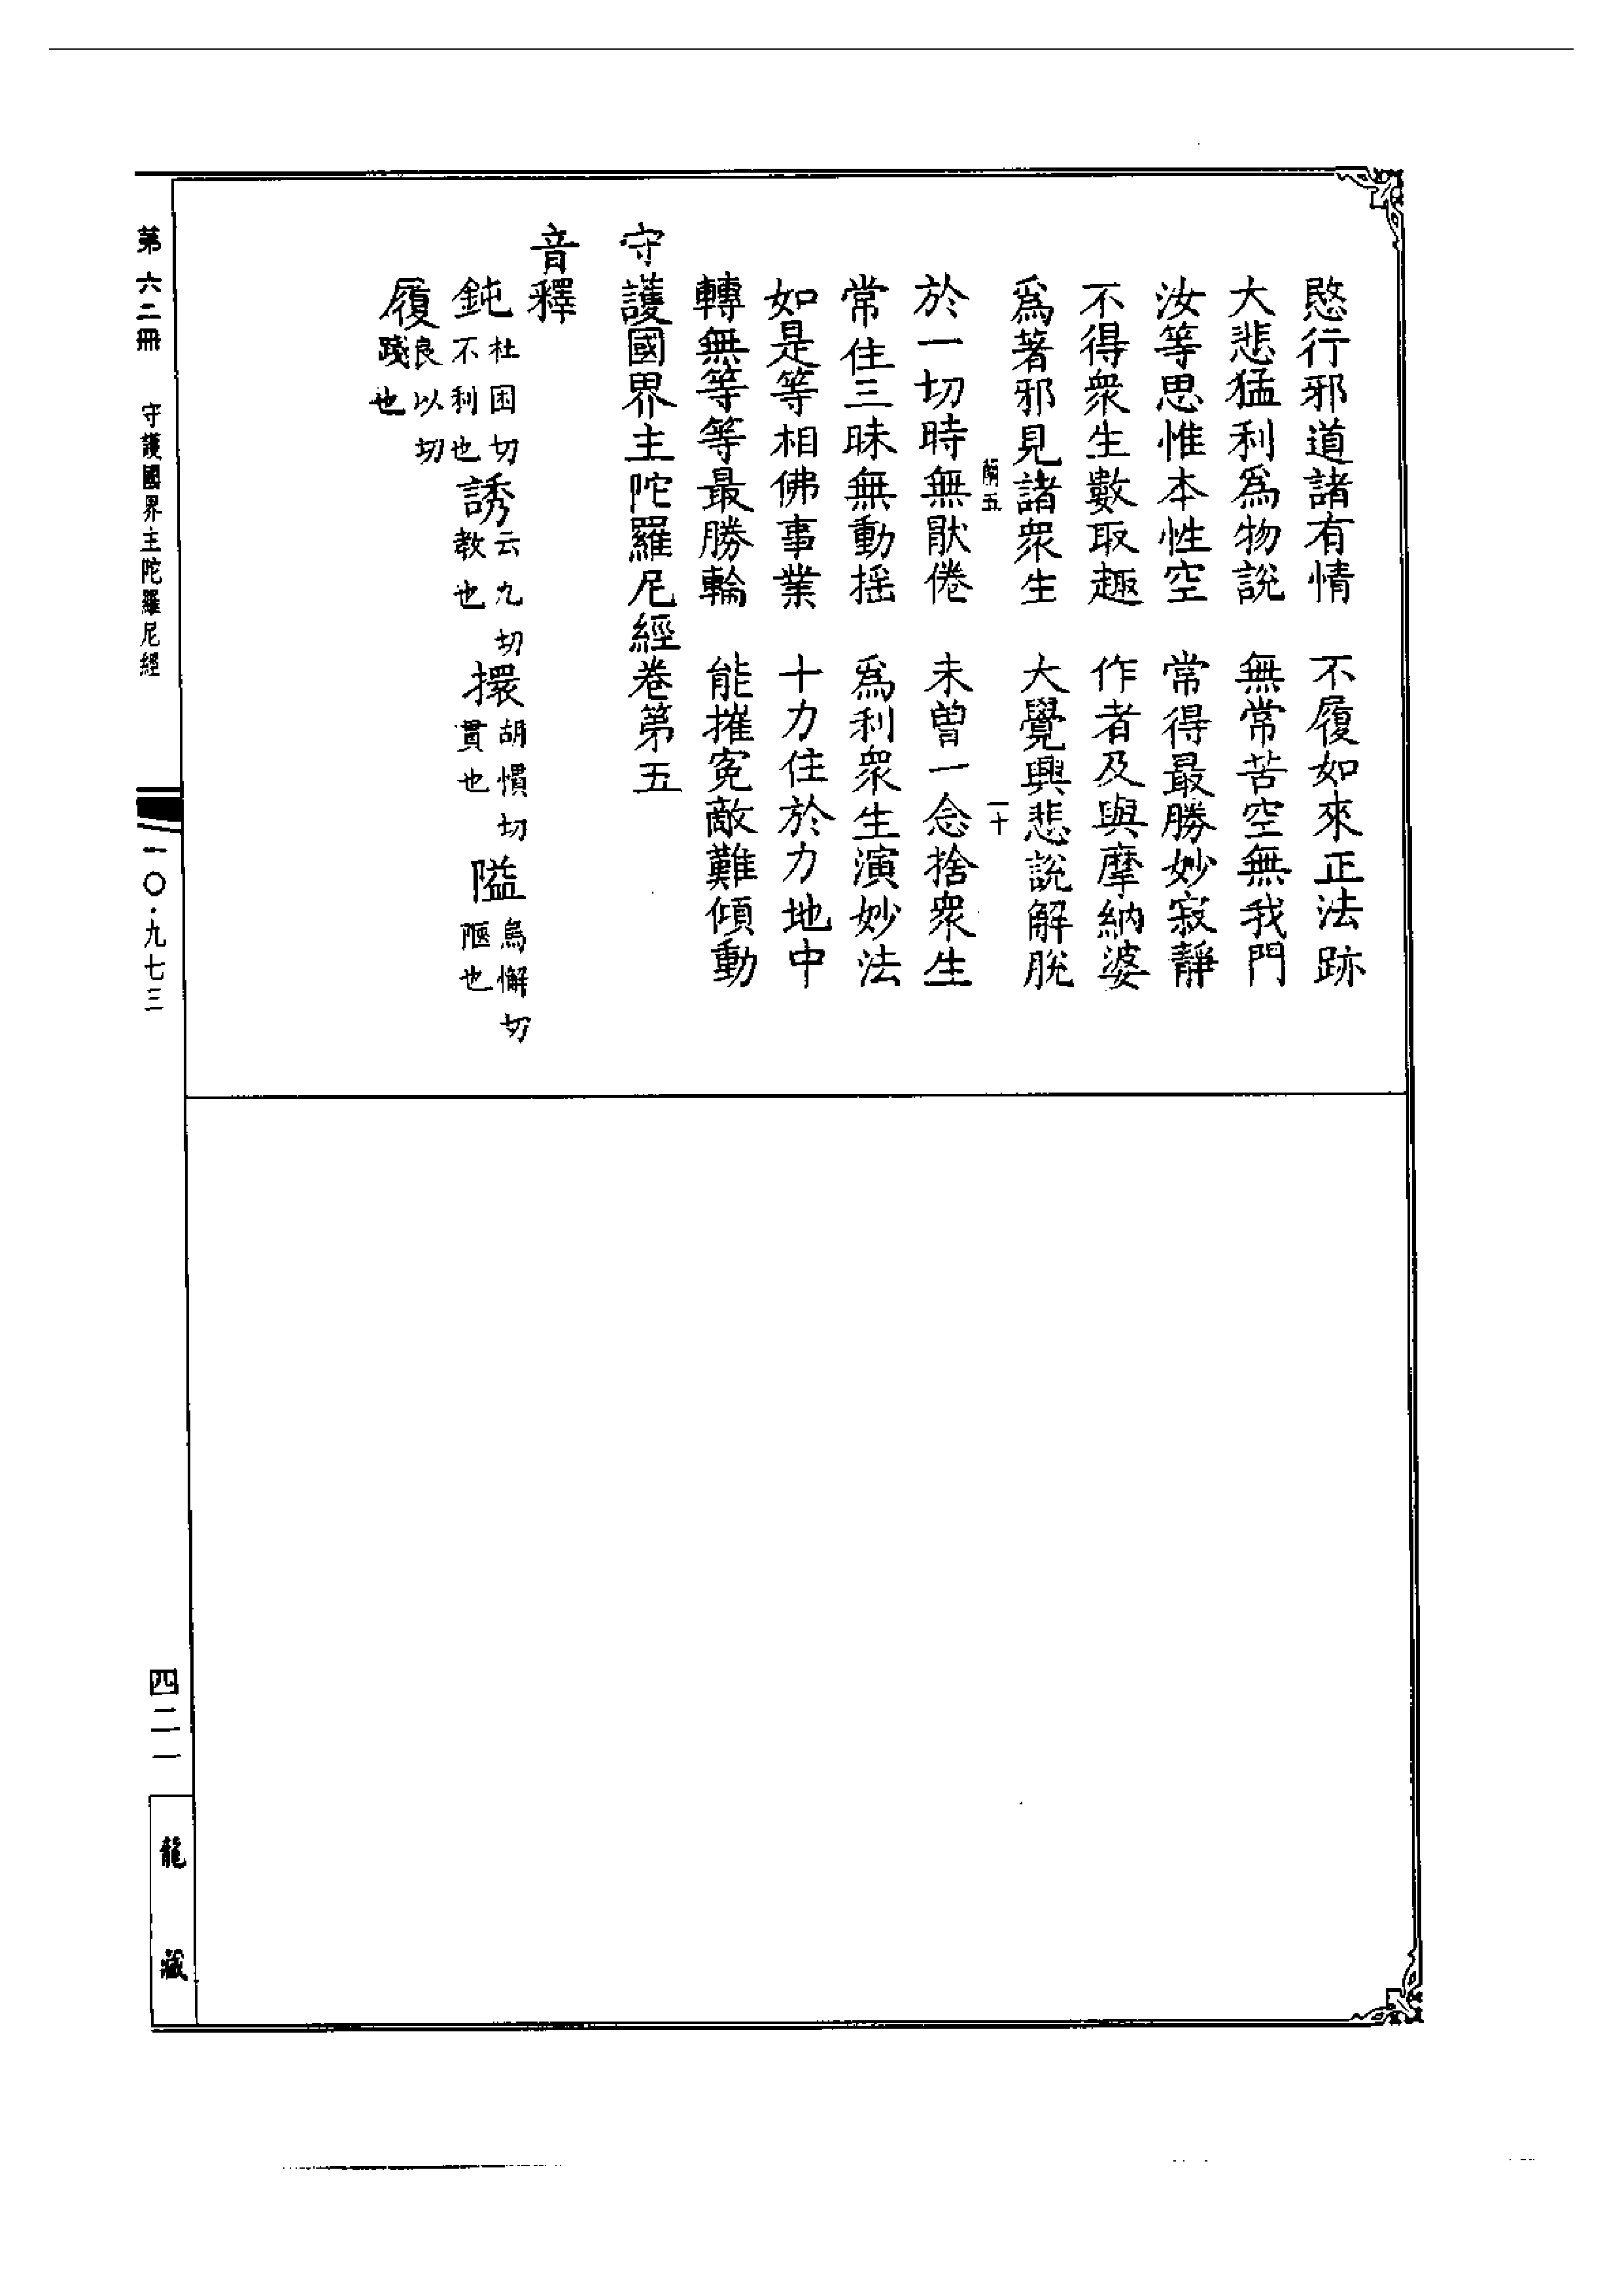 愍行邪道諸有情　不履如來正法跡
大悲猛利爲物說　無常苦空無我門
汝等思惟本性空　常得最勝妙寂靜
不得衆生數取趣　作者及與摩納婆
爲著邪見諸衆生　大覺興悲說解脫
五　一十
於一切時無猒倦　未曾一念捨衆生
常住三昧無動揺　爲利衆生演妙法
如是等相佛事業　十力住於力地中
轉無等等最勝輪　能摧寃敵難傾動
守護國界主陀羅尼經卷第五
音釋
鈍杜困切不利也誘云九切教也擐胡慣切貫也隘烏懈切陋也
履良以切踐也
第六二冊　守護國界主陀羅尼經　一〇·九七三　四二一　龍藏